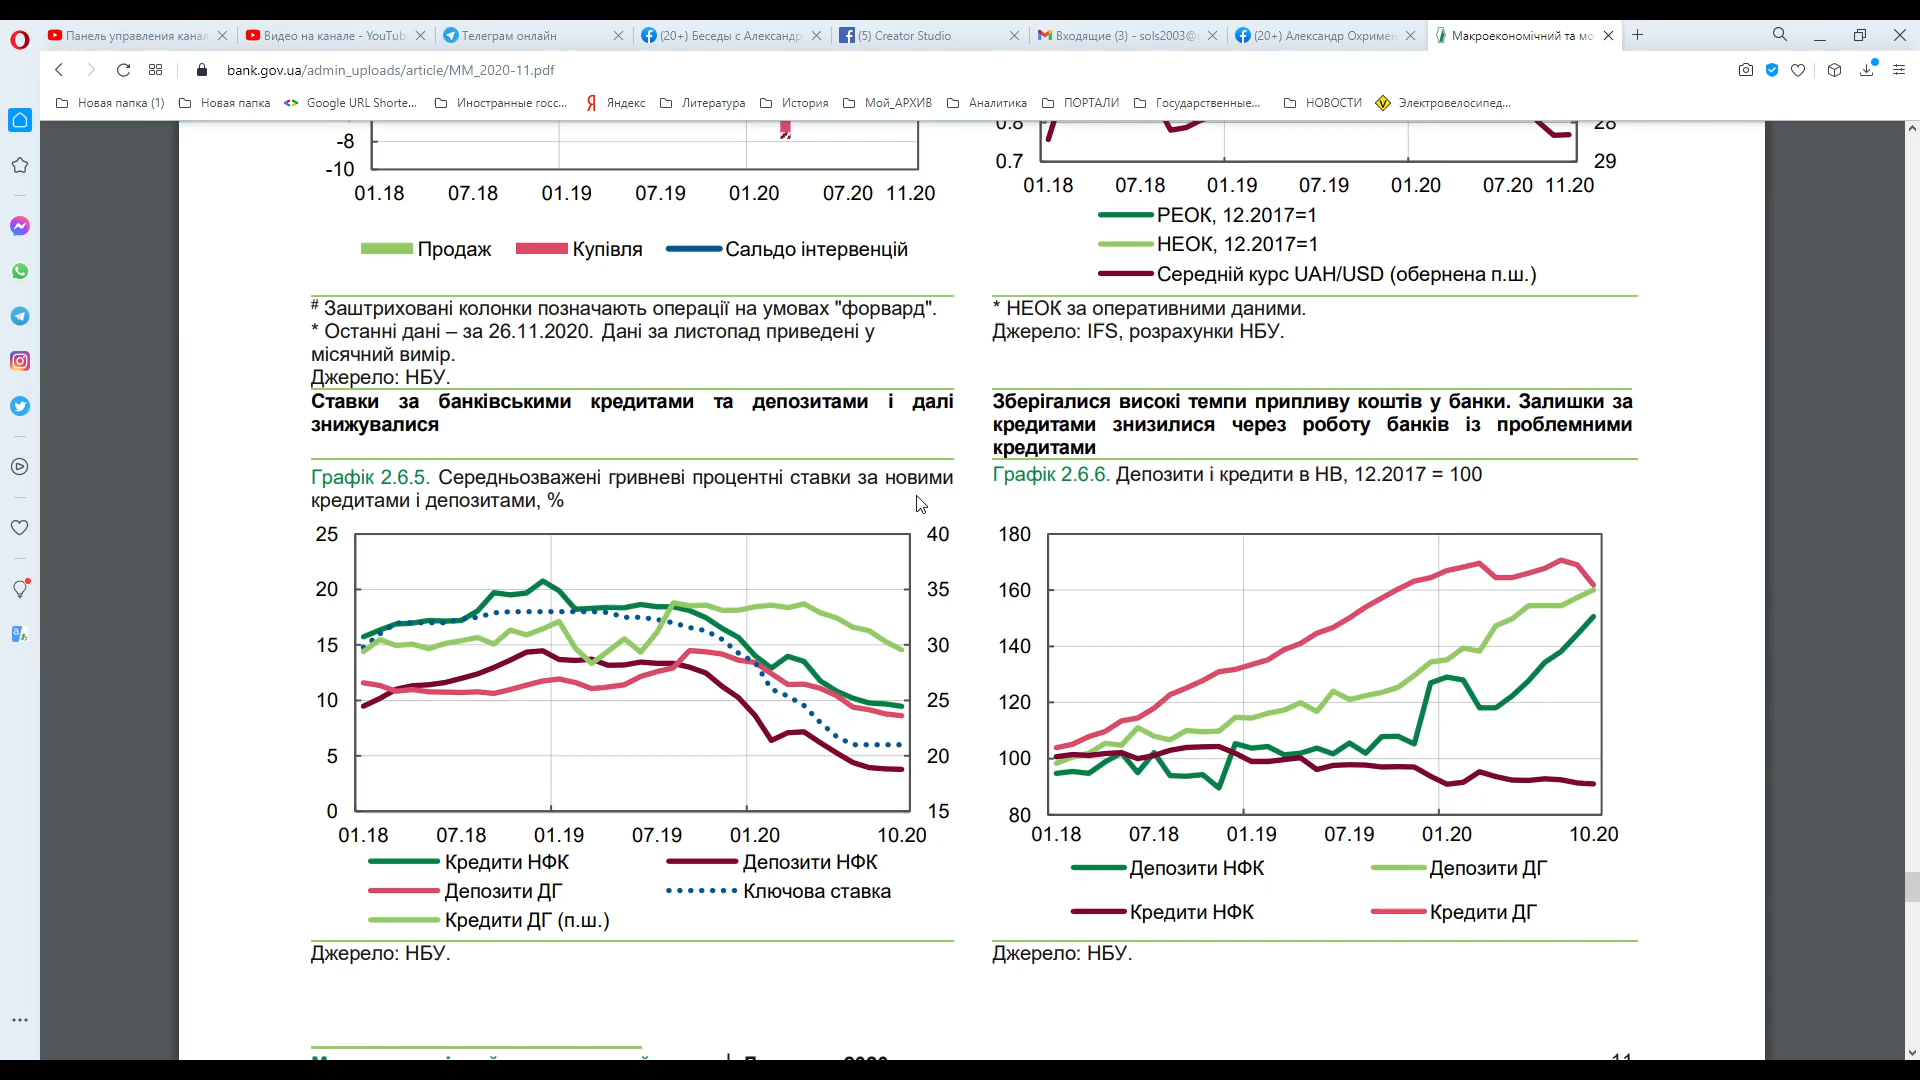 Панель управления канал
Видео на канале - YouTub
Телеграм онлайн
(20+) Беседы с Александр
(5) Creator Studio
Входящие (3) - sols2003@
(20+) Александр Охримен
Макроекономічний та мо
bank.gov.ua/admin_uploads/article/MM_2020-11.pdf
Новая папка (1)
Новая папка
Google URL Shorte...
Иностранные госс...
Яндекс
Литература
История
Мой_АРХИВ
Аналитика
ПОРТАЛИ
Государственные...
НОВОСТИ
Электровелосипед...
-8
-10
01.18 07.18 01.19 07.19 01.20 07.20 11.20
Продаж Купівля Сальдо інтервенцій
# Заштриховані колонки позначають операції на умовах "форвард".
* Останні дані – за 26.11.2020. Дані за листопад приведені у
місячний вимір.
Джерело: НБУ.
0.8 28
0.7 29
01.18 07.18 01.19 07.19 01.20 07.20 11.20
РЕОК, 12.2017=1
НЕОК, 12.2017=1
Середній курс UAH/USD (обернена п.ш.)
* НЕОК за оперативними даними.
Джерело: IFS, розрахунки НБУ.
Ставки за банківськими кредитами та депозитами і далі
знижувалися
Графік 2.6.5. Середньозважені гривневі процентні ставки за новими
кредитами і депозитами, %
25 40
20 35
15 30
10 25
5 20
0 15
01.18 07.18 01.19 07.19 01.20 10.20
Кредити НФК Депозити НФК
Депозити ДГ Ключова ставка
Кредити ДГ (п.ш.)
Джерело: НБУ.
Зберігалися високі темпи припливу коштів у банки. Залишки за
кредитами знизилися через роботу банків із проблемними
кредитами
Графік 2.6.6. Депозити і кредити в НВ, 12.2017 = 100
180
160
140
120
100
80
01.18 07.18 01.19 07.19 01.20 10.20
Депозити НФК Депозити ДГ
Кредити НФК Кредити ДГ
Джерело: НБУ.